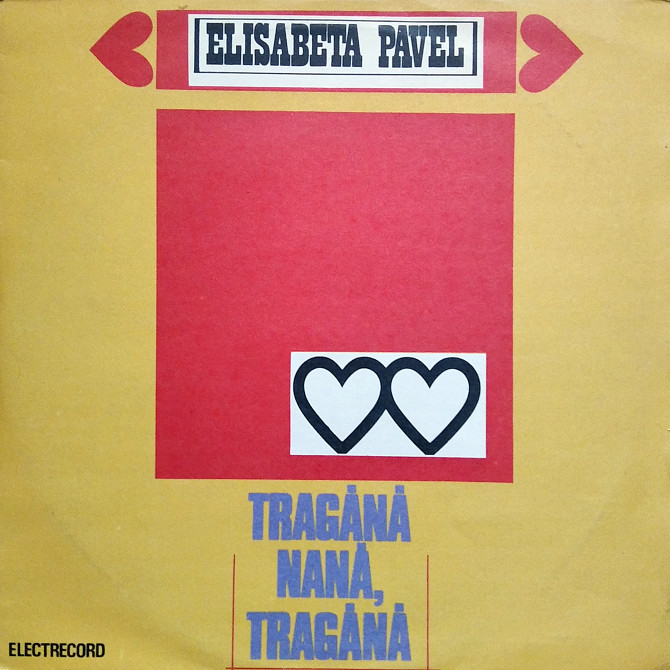 ELISABETA PAVEL
TRAGĂNĂ
NANĂ,
TRAGĂNĂ
ELECTRECORD